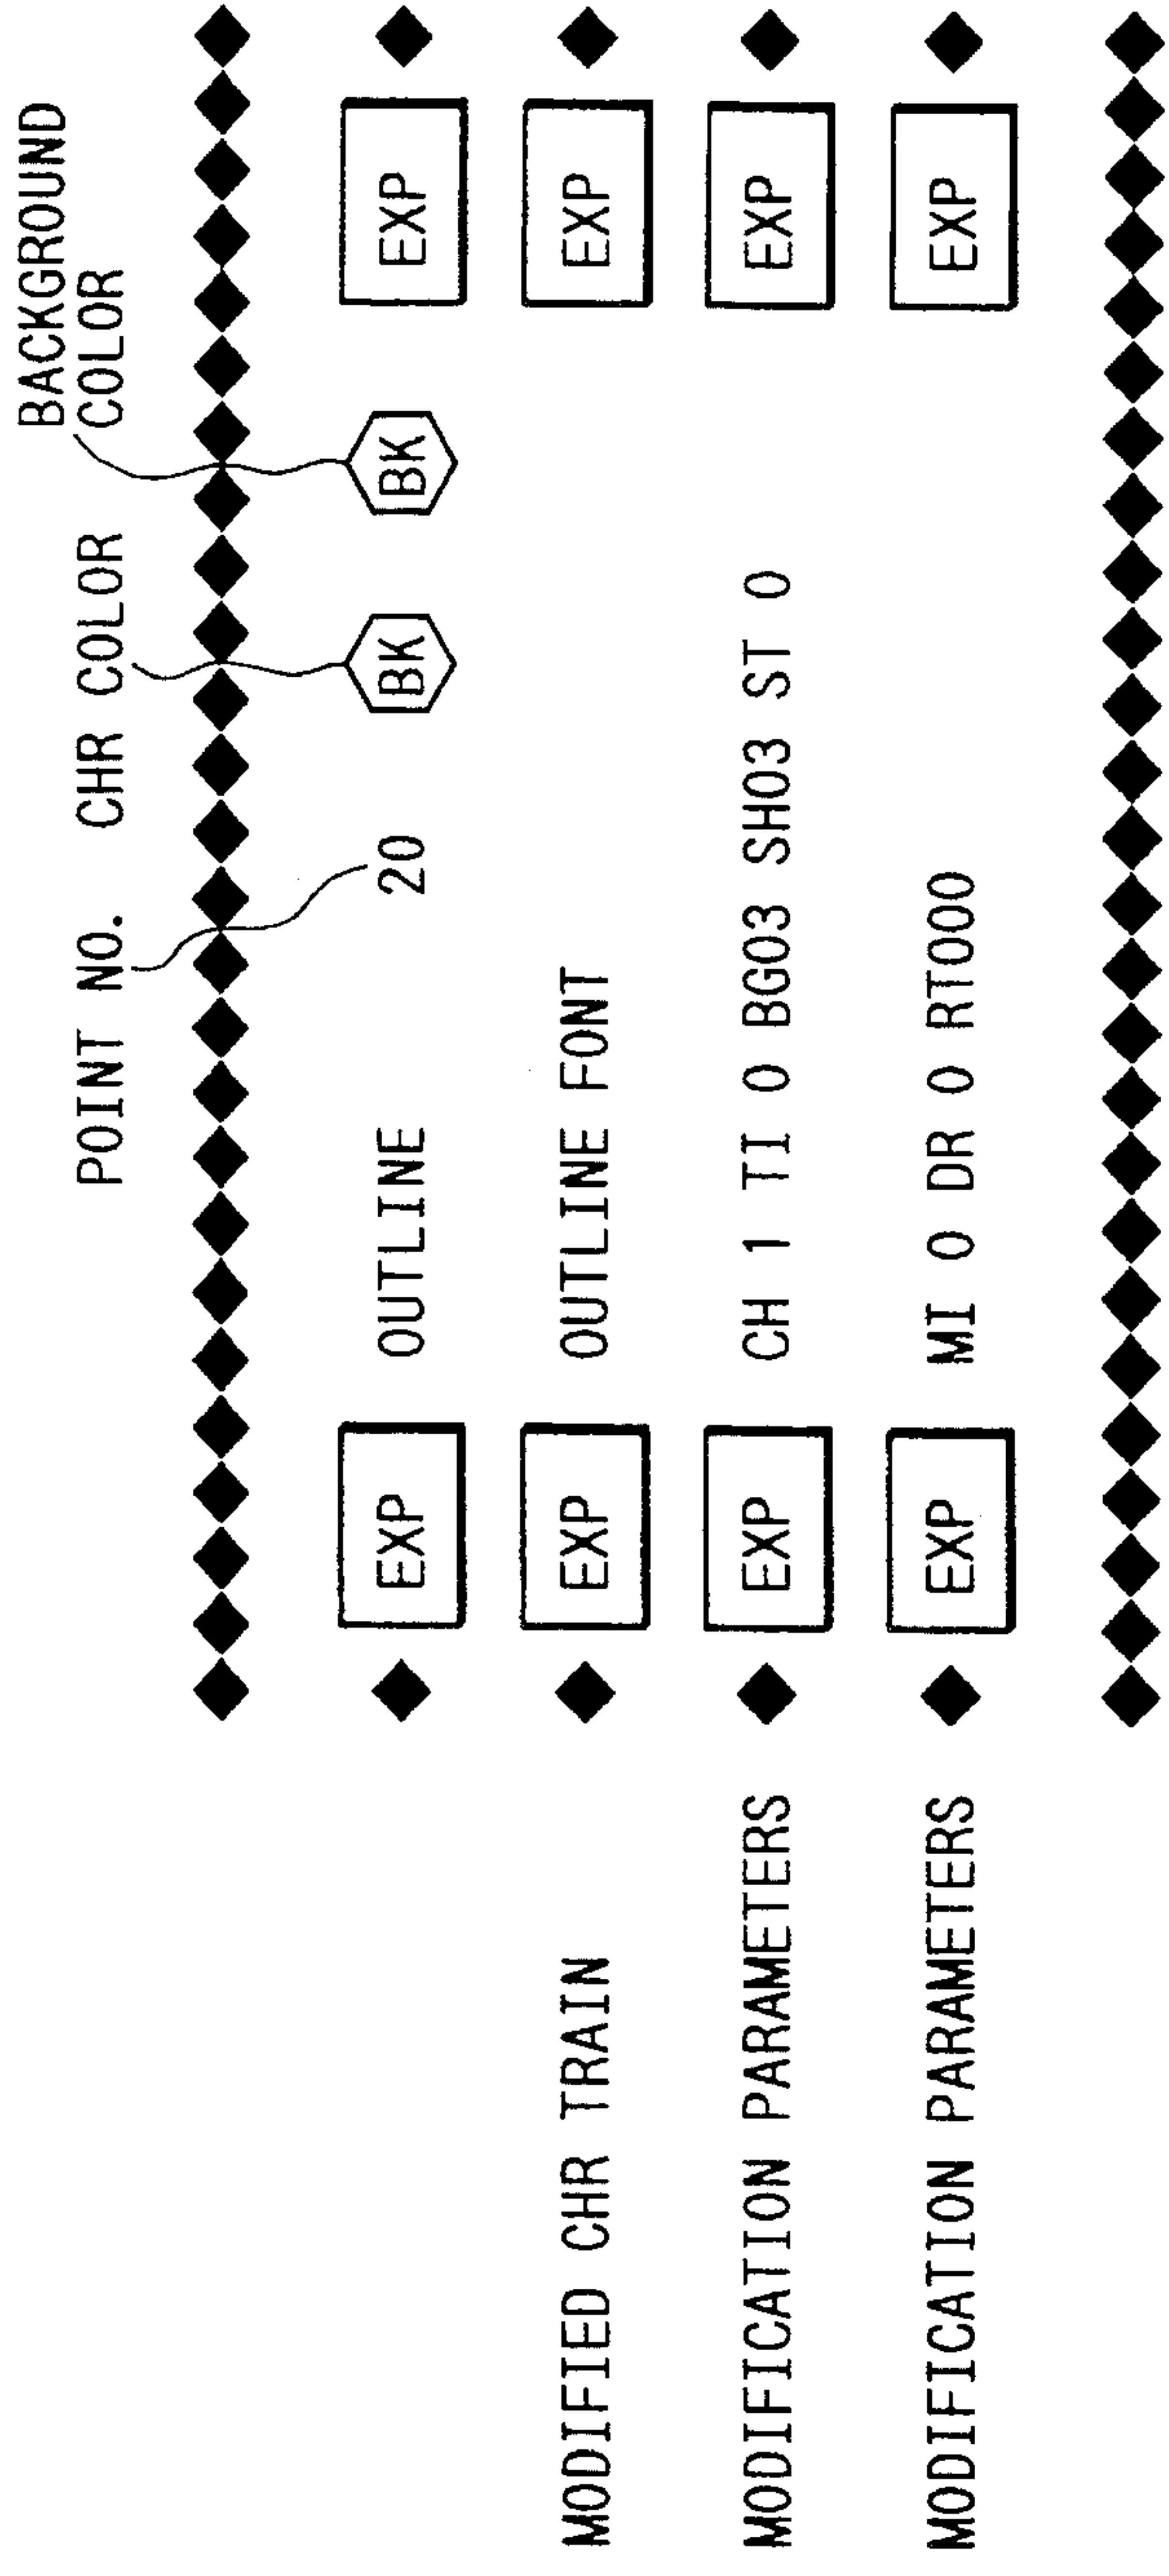 BACKGROUND
POINT NO. CHR COLOR COLOR
EXP OUTLINE 20 BK BK EXP
MODIFIED CHR TRAIN EXP OUTLINE FONT EXP
MODIFICATION PARAMETERS EXP CH 1 TI 0 BG03 SH03 ST 0 EXP
MODIFICATION PARAMETERS EXP MI 0 DR 0 RT000 EXP